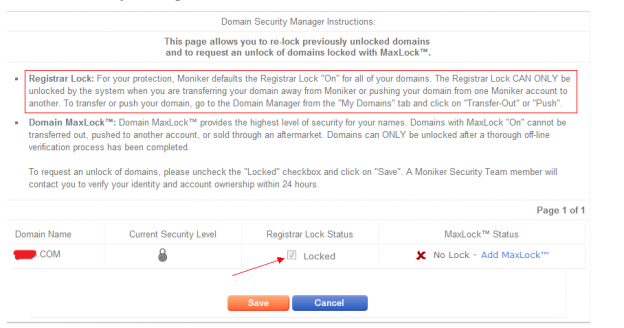 Domain Security Manager Instructions:
This page allows you to re-lock previously unlocked domains
and to request an unlock of domains locked with
MaxLock™.
Registrar Lock: For your protection, Moniker defaults the Registrar Lock "On" for all of your domains. The Registrar Lock CAN ONLY be
unlocked by the system when you are transferring your domain away from Moniker or pushing your domain from one Moniker account to
another. To transfer or push your domain, go to the Domain Manager from the "My Domains" tab and click on "Transfer-Out" or "Push".
Domain MaxLock™: Domain MaxLock™ provides the highest level of security for your names. Domains with MaxLock "On" cannot be
transferred out, pushed to another account, or sold through an aftermarket. Domains can ONLY be unlocked after a thorough off-line
verification process has been completed.
To request an unlock of domains, please uncheck the "Locked" checkbox and click on "Save". A Moniker Security Team member will
contact you to verify your identity and account ownership within 24 hours.
Page 1 of 1
Domain Name Current Security Level Registrar Lock Status MaxLock™ Status
.COM Locked No Lock - Add MaxLock™
Save Cancel